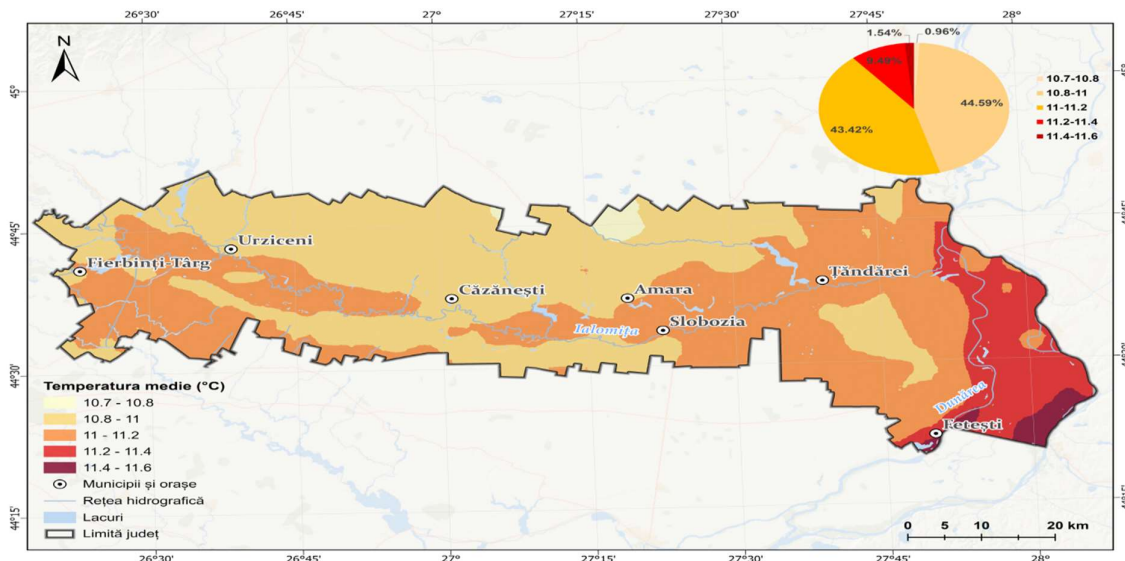 26°30' 26°45' 27° 27°15' 27°30' 27°45' 28°
N
1.54% 0.96%
9.49%
44.59%
43.42%
10.7-10.8
10.8-11
11-11.2
11.2-11.4
11.4-11.6
45°
44°45'
44°45'
Urziceni
Fierbinți Târg
Țăndărei
Căzănești
Amara
Ialomița
Slobozia
44°30'
Dunărea
Fetești
Temperatura medie (°C)
10.7 - 10.8
10.8 - 11
11 - 11.2
11.2 - 11.4
11.4 - 11.6
Municipii și orașe
Rețea hidrografică
Lacuri
Limită județ
44°15'
44°15'
0 5 10 20 km
26°30' 26°45' 27° 27°15' 27°30' 27°45' 28°